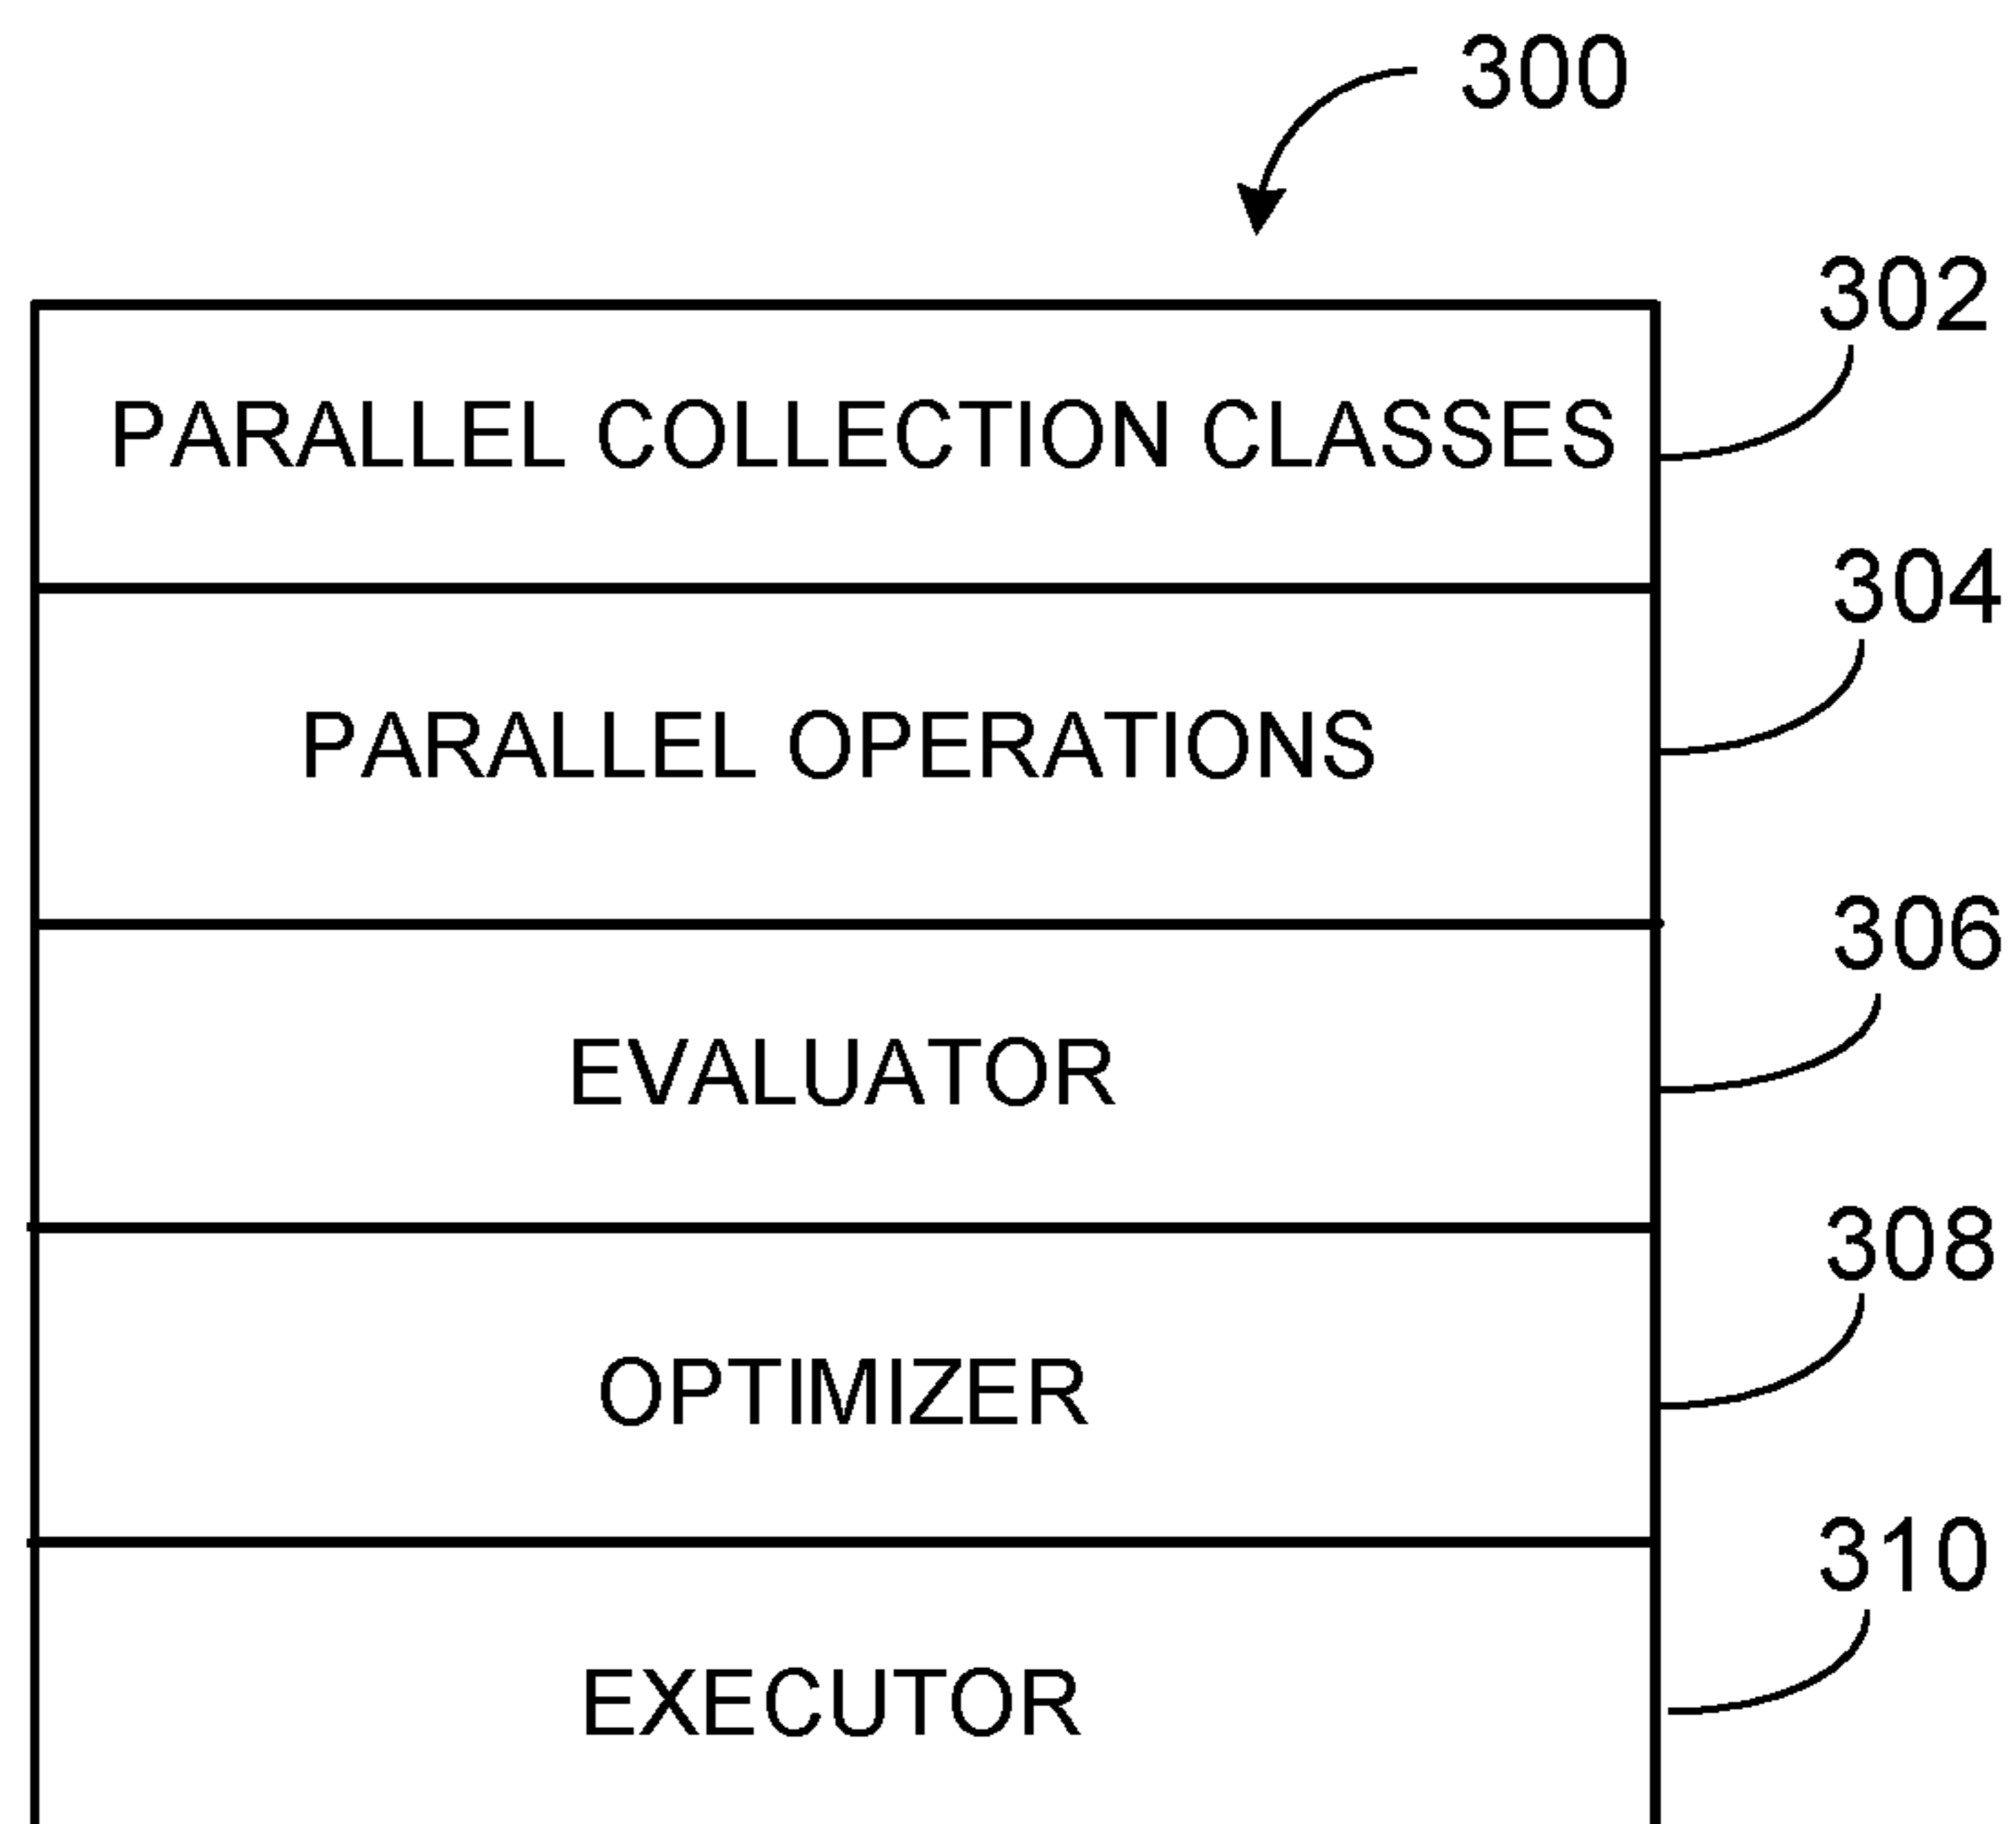 300
302
PARALLEL COLLECTION CLASSES
304
PARALLEL OPERATIONS
306
EVALUATOR
308
OPTIMIZER
310
EXECUTOR